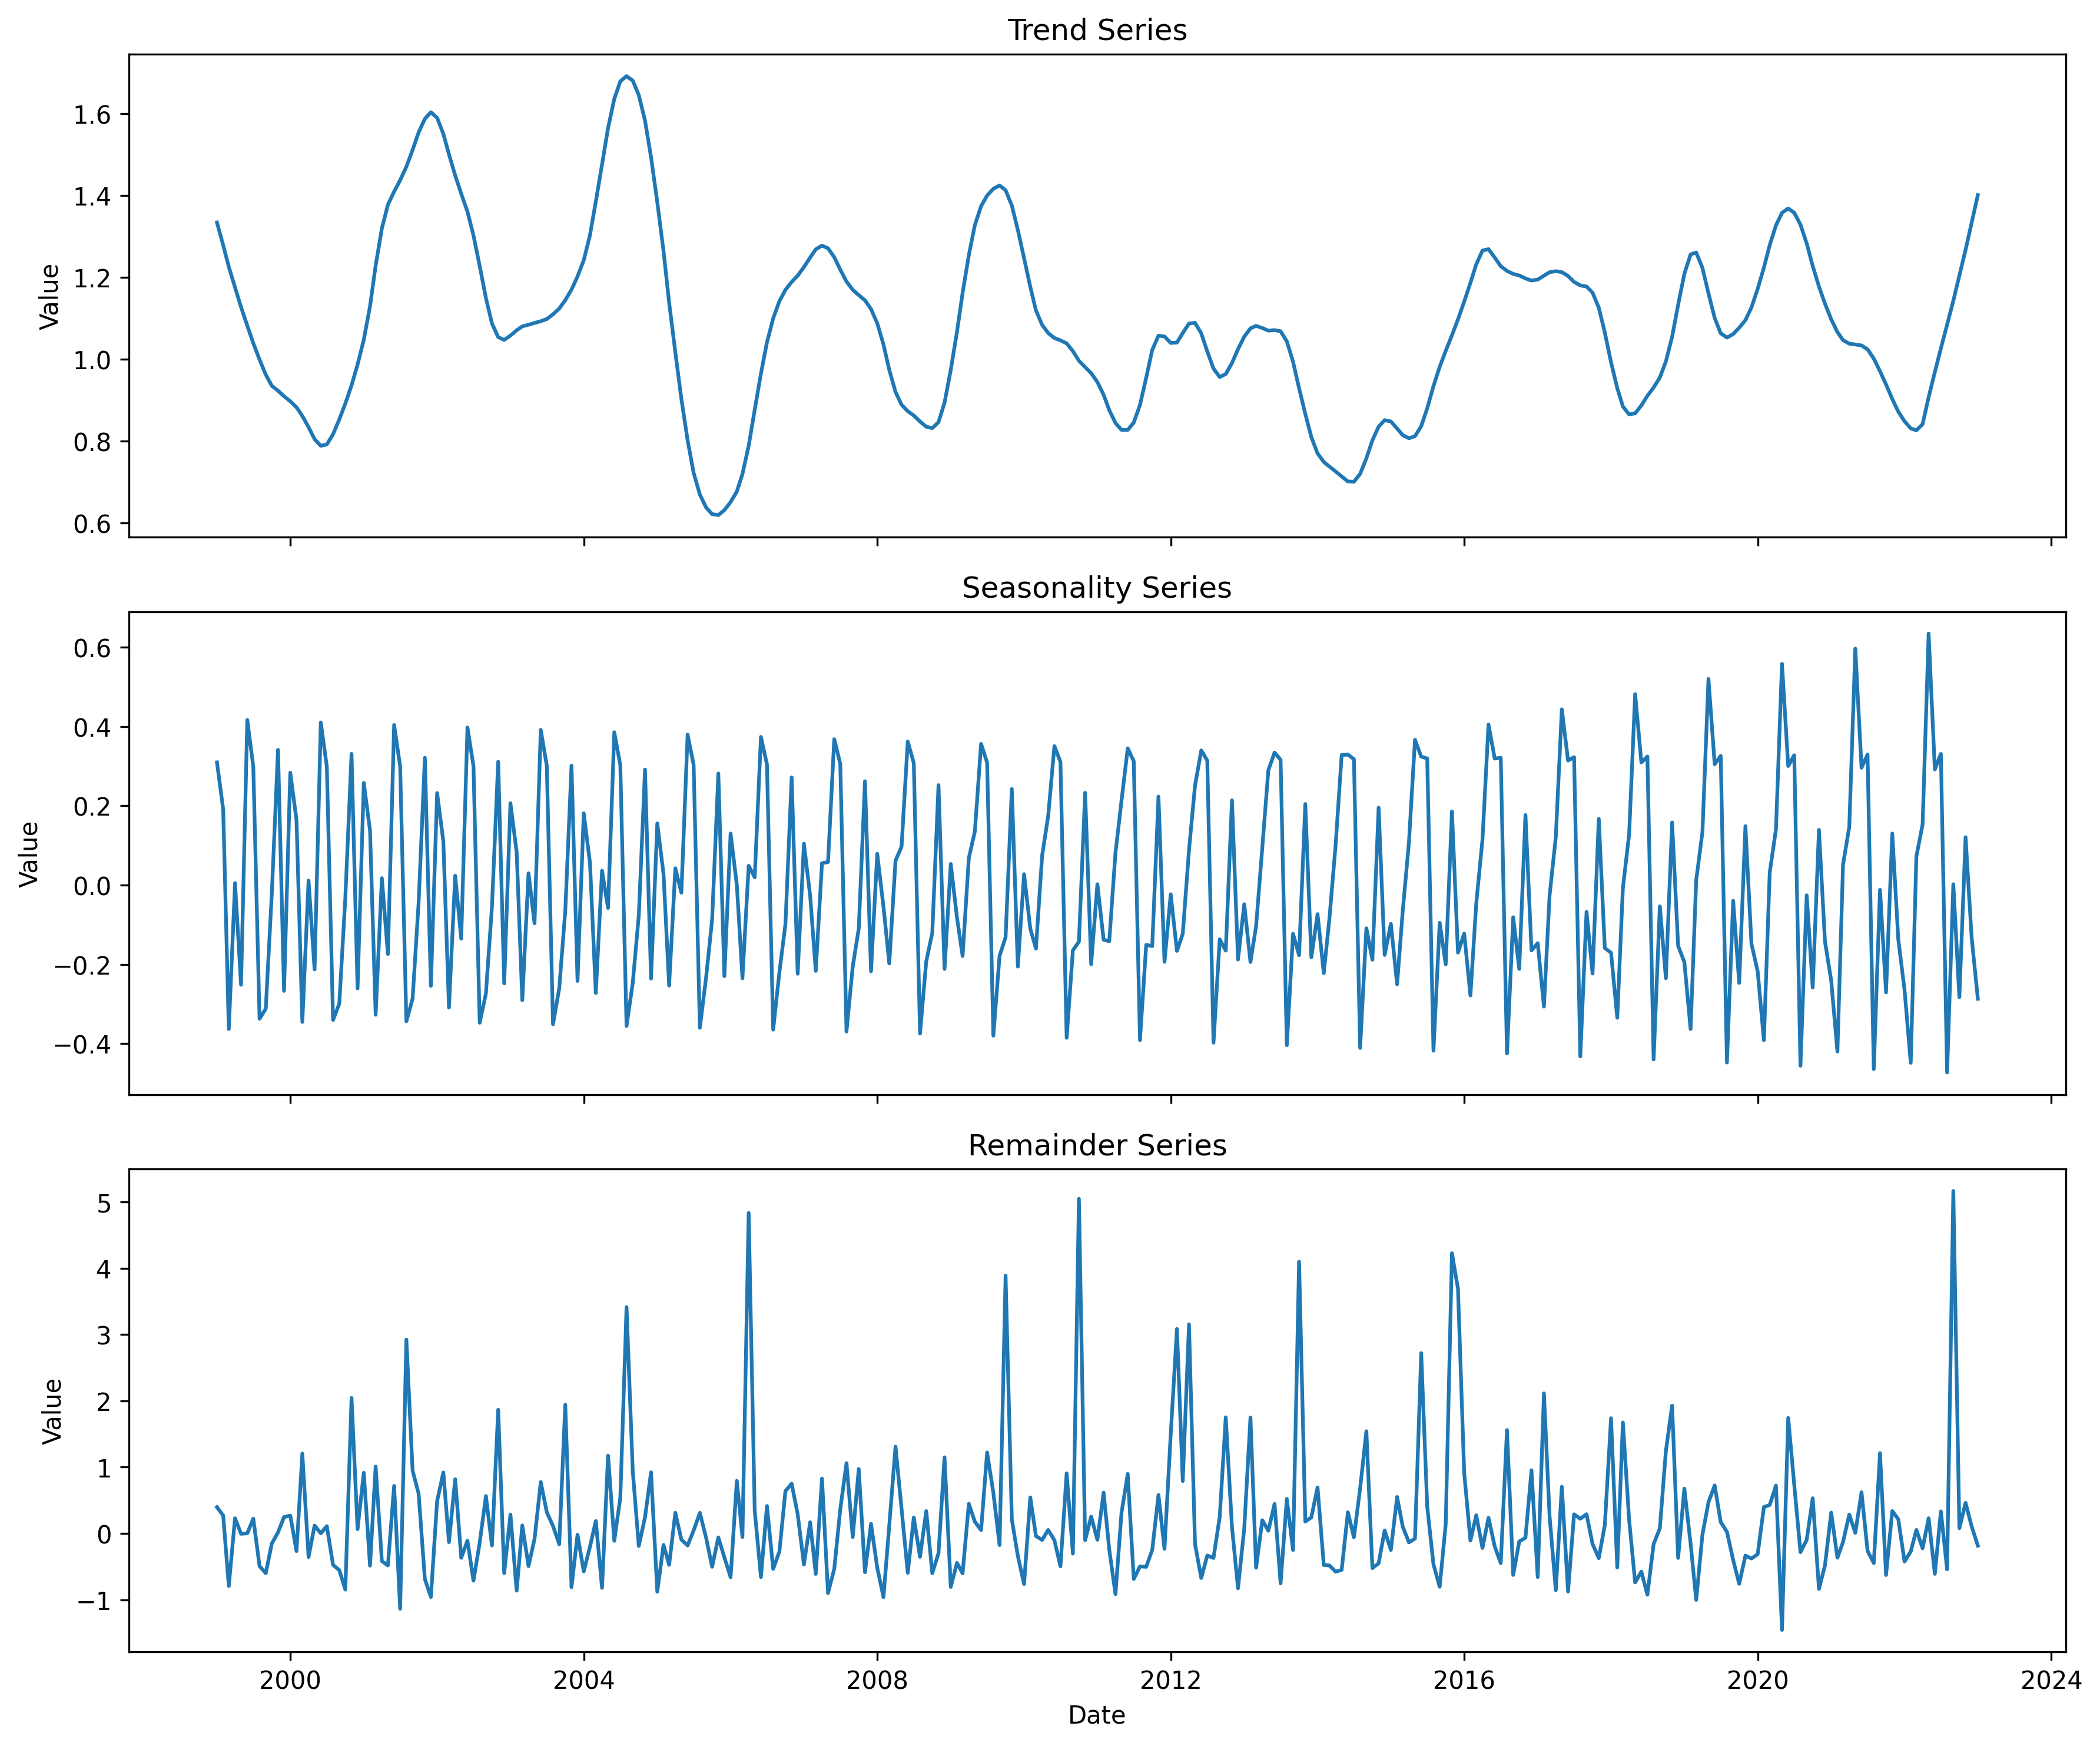 Trend Series
Value
1.6
1.4
1.2
1.0
0.8
0.6
Seasonality Series
Value
0.6
0.4
0.2
0.0
−0.2
−0.4
Remainder Series
Value
5
4
3
2
1
0
−1
2000 2004 2008 2012 2016 2020 2024
Date